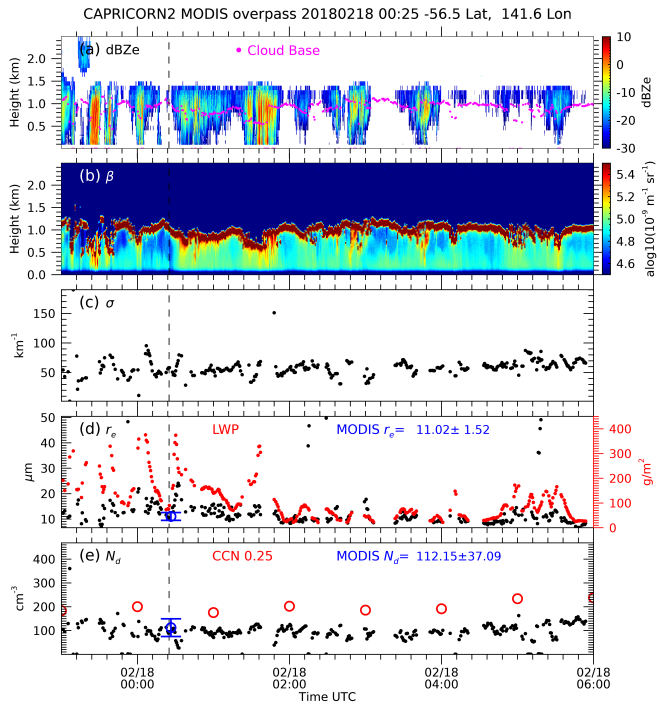 CAPRICORN2 MODIS overpass 20180218 00:25 -56.5 Lat, 141.6 Lon
(a) dBZe
Cloud Base
Height (km)
2.0
1.5
1.0
0.5
10
0
-10
-20
-30
dBZe
(b) β
Height (km)
2.0
1.5
1.0
0.5
0.0
5.4
5.2
5.0
4.8
4.6
alog10(10⁻⁹ m⁻¹ sr⁻¹)
(c) σ
km⁻¹
150
100
50
(d) rₑ
LWP
MODIS rₑ= 11.02± 1.52
μm
50
40
30
20
10
400
300
200
100
0
g/m²
(e) N_d
CCN 0.25
MODIS N_d= 112.15±37.09
cm⁻³
400
300
200
100
02/18
00:00
02/18
02:00
02/18
04:00
02/18
06:00
Time UTC